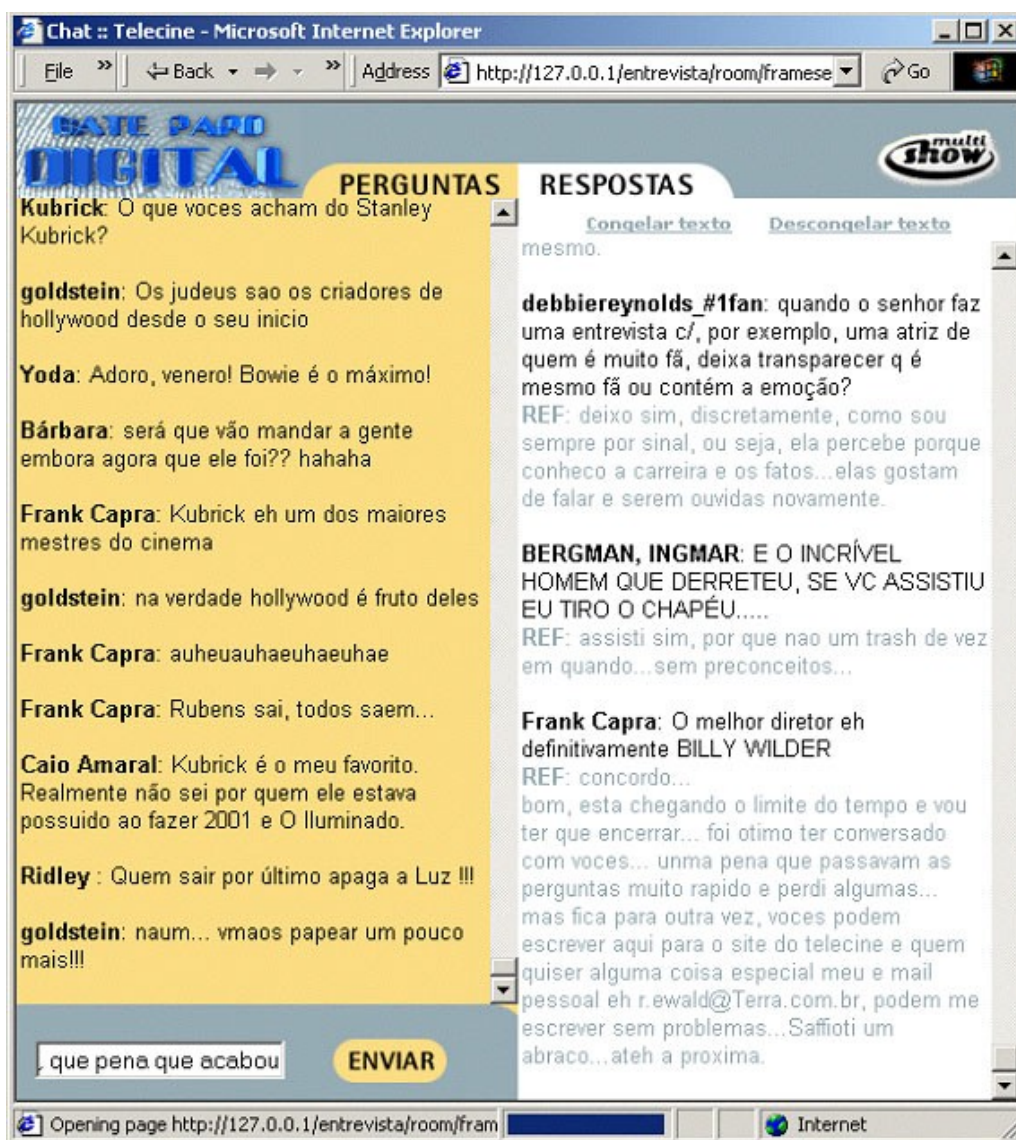 Chat :: Telecine - Microsoft Internet Explorer
File » Back » Address http://127.0.0.1/entrevista/room/framese Go
BATE PAPO
DIGITAL
multi
show
PERGUNTAS
RESPOSTAS
Kubrick: O que voces acham do Stanley
Kubrick?
goldstein: Os judeus sao os criadores de
hollywood desde o seu inicio
Yoda: Adoro, venero! Bowie é o máximo!
Bárbara: será que vão mandar a gente
embora agora que ele foi?? hahaha
Frank Capra: Kubrick eh um dos maiores
mestres do cinema
goldstein: na verdade hollywood é fruto deles
Frank Capra: auheuauhaeuhaeuhae
Frank Capra: Rubens sai, todos saem...
Caio Amaral: Kubrick é o meu favorito.
Realmente não sei por quem ele estava
possuido ao fazer 2001 e O Iluminado.
Ridley : Quem sair por último apaga a Luz !!!
goldstein: naum... vmaos papear um pouco
mais!!!
, que pena que acabou
ENVIAR
Congelar texto Descongelar texto
mesmo.
debbiereynolds_#1fan: quando o senhor faz
uma entrevista c/, por exemplo, uma atriz de
quem é muito fã, deixa transparecer q é
mesmo fã ou contém a emoção?
REF: deixo sim, discretamente, como sou
sempre por sinal, ou seja, ela percebe porque
conheco a carreira e os fatos...elas gostam
de falar e serem ouvidas novamente.
BERGMAN, INGMAR: E O INCRÍVEL
HOMEM QUE DERRETEU, SE VC ASSISTIU
EU TIRO O CHAPÉU.....
REF: assisti sim, por que nao um trash de vez
em quando...sem preconceitos...
Frank Capra: O melhor diretor eh
definitivamente BILLY WILDER
REF: concordo...
bom, esta chegando o limite do tempo e vou
ter que encerrar... foi otimo ter conversado
com voces... unma pena que passavam as
perguntas muito rapido e perdi algumas...
mas fica para outra vez, voces podem
escrever aqui para o site do telecine e quem
quiser alguma coisa especial meu e mail
pessoal eh r.ewald@Terra.com.br, podem me
escrever sem problemas...Saffioti um
abraco...ateh a proxima.
Opening page http://127.0.0.1/entrevista/room/fram Internet